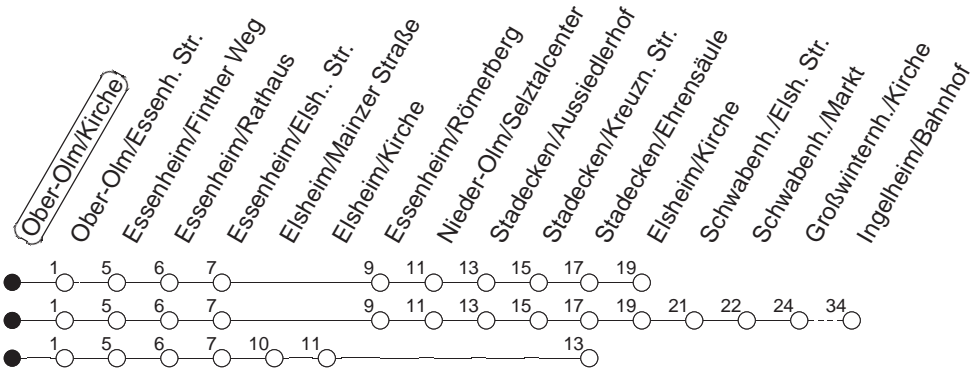 Ober-Olm/Kirche
Ober-Olm/Essenh. Str.
Essenheim/Finther Weg
Essenheim/Rathaus
Essenheim/Elsh.. Str.
Elsheim/Mainzer Straße
Elsheim/Kirche
Essenheim/Römerberg
Nieder-Olm/Selztalcenter
Stadecken/Aussiedlerhof
Stadecken/Kreuzn. Str.
Stadecken/Ehrensäule
Elsheim/Kirche
Schwabenh./Elsh. Str.
Schwabenh./Markt
Großwinternh./Kirche
Ingelheim/Bahnhof
1 5 6 7 9 11 13 15 17 19
1 5 6 7 9 11 13 15 17 19 21 22 24 34
1 5 6 7 10 11 13